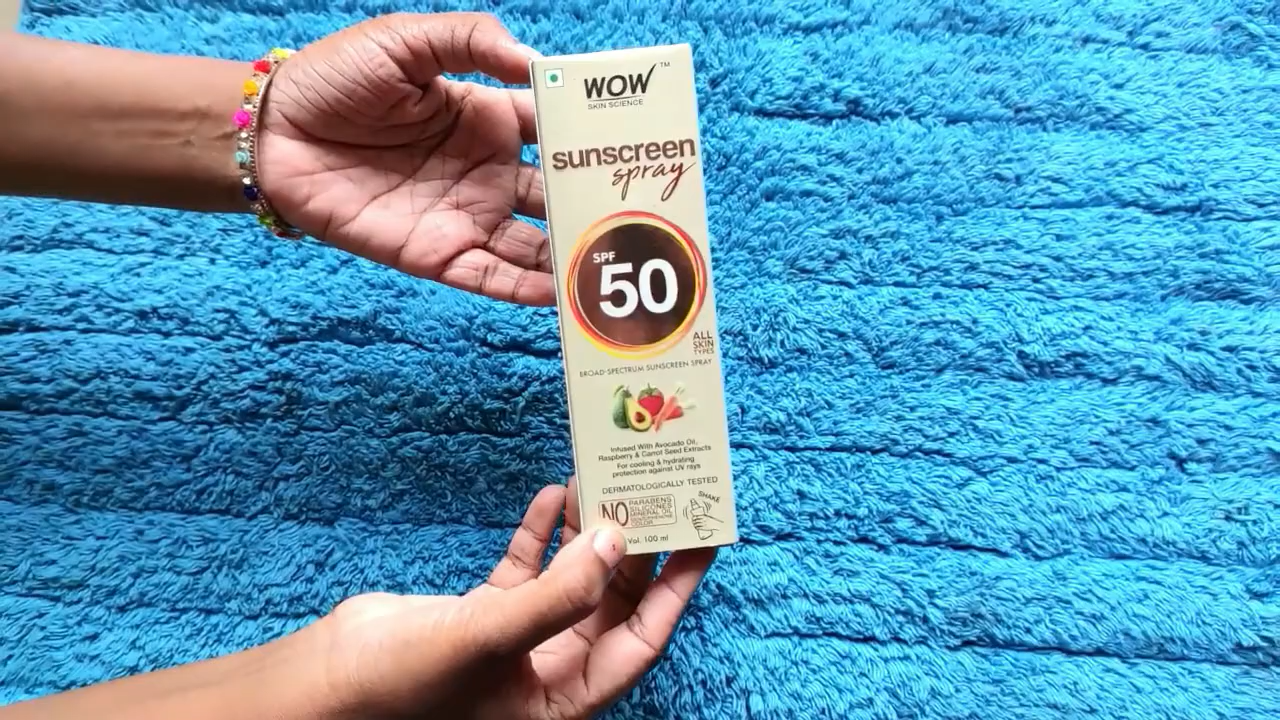 WOW™
SKIN SCIENCE
sunscreen
spray
SPF
50
ALL
SKIN
TYPES
BROAD-SPECTRUM SUNSCREEN SPRAY
Infused With Avocado Oil,
Raspberry & Carrot Seed Extracts
For cooling & hydrating
protection against UV rays
DERMATOLOGICALLY TESTED
NO
PARABENS
SILICONES
MINERAL OIL
COLOR
SHAKE
Vol. 100 ml